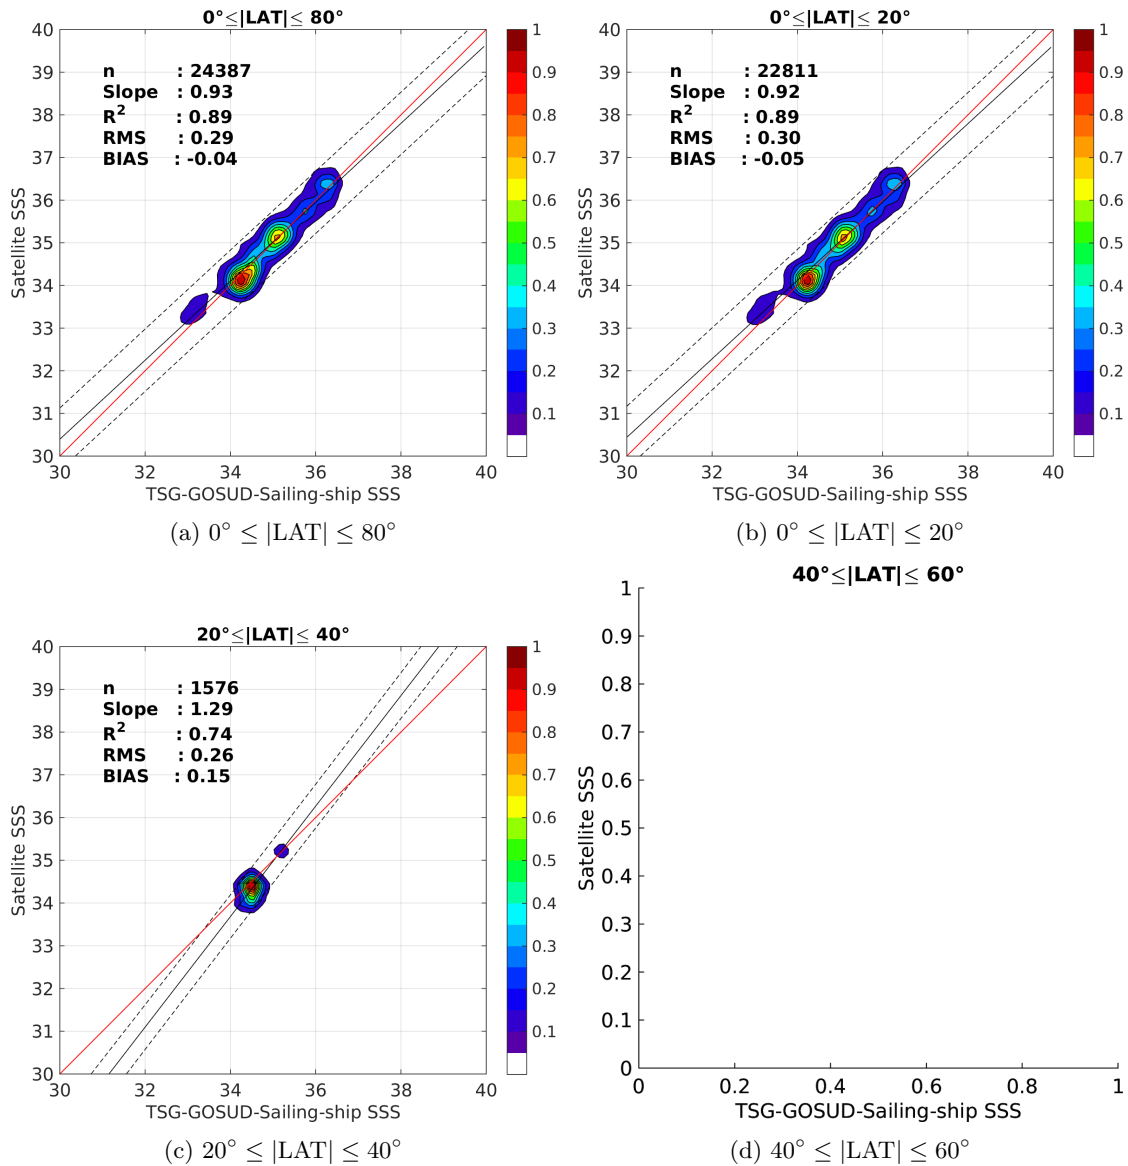 0°≤|LAT|≤ 80°
n : 24387
Slope : 0.93
R2 : 0.89
RMS : 0.29
BIAS : -0.04
40
39
38
37
36
35
34
33
32
31
30
30 32 34 36 38 40
Satellite SSS
TSG-GOSUD-Sailing-ship SSS
1
0.9
0.8
0.7
0.6
0.5
0.4
0.3
0.2
0.1
(a) 0° ≤ |LAT| ≤ 80°
0°≤|LAT|≤ 20°
n : 22811
Slope : 0.92
R2 : 0.89
RMS : 0.30
BIAS : -0.05
40
39
38
37
36
35
34
33
32
31
30
30 32 34 36 38 40
Satellite SSS
TSG-GOSUD-Sailing-ship SSS
1
0.9
0.8
0.7
0.6
0.5
0.4
0.3
0.2
0.1
(b) 0° ≤ |LAT| ≤ 20°
20°≤|LAT|≤ 40°
n : 1576
Slope : 1.29
R2 : 0.74
RMS : 0.26
BIAS : 0.15
40
39
38
37
36
35
34
33
32
31
30
30 32 34 36 38 40
Satellite SSS
TSG-GOSUD-Sailing-ship SSS
1
0.9
0.8
0.7
0.6
0.5
0.4
0.3
0.2
0.1
(c) 20° ≤ |LAT| ≤ 40°
40°≤|LAT|≤ 60°
1
0.9
0.8
0.7
0.6
0.5
0.4
0.3
0.2
0.1
0
0 0.2 0.4 0.6 0.8 1
Satellite SSS
TSG-GOSUD-Sailing-ship SSS
(d) 40° ≤ |LAT| ≤ 60°